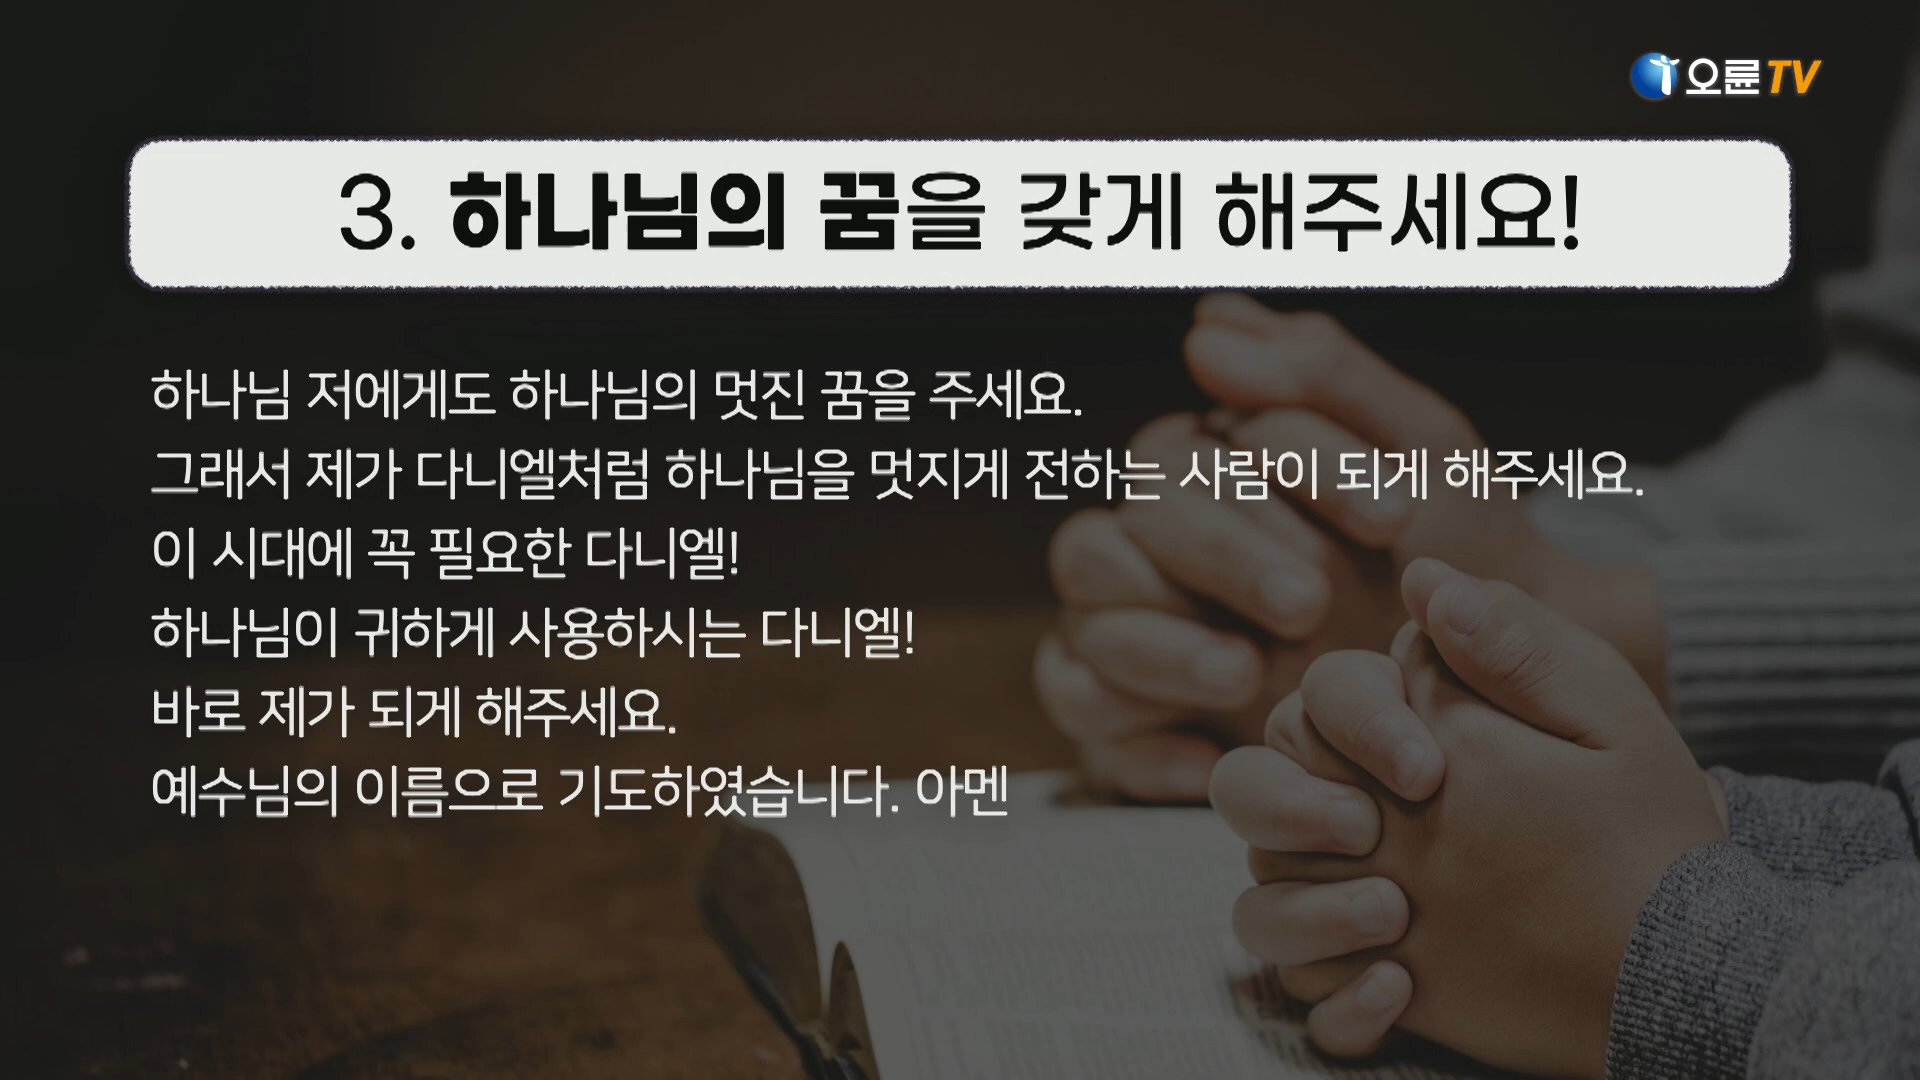 오륜TV
3. 하나님의 꿈을 갖게 해주세요!
하나님 저에게도 하나님의 멋진 꿈을 주세요.
그래서 제가 다니엘처럼 하나님을 멋지게 전하는 사람이 되게 해주세요.
이 시대에 꼭 필요한 다니엘!
하나님이 귀하게 사용하시는 다니엘!
바로 제가 되게 해주세요.
예수님의 이름으로 기도하였습니다. 아멘